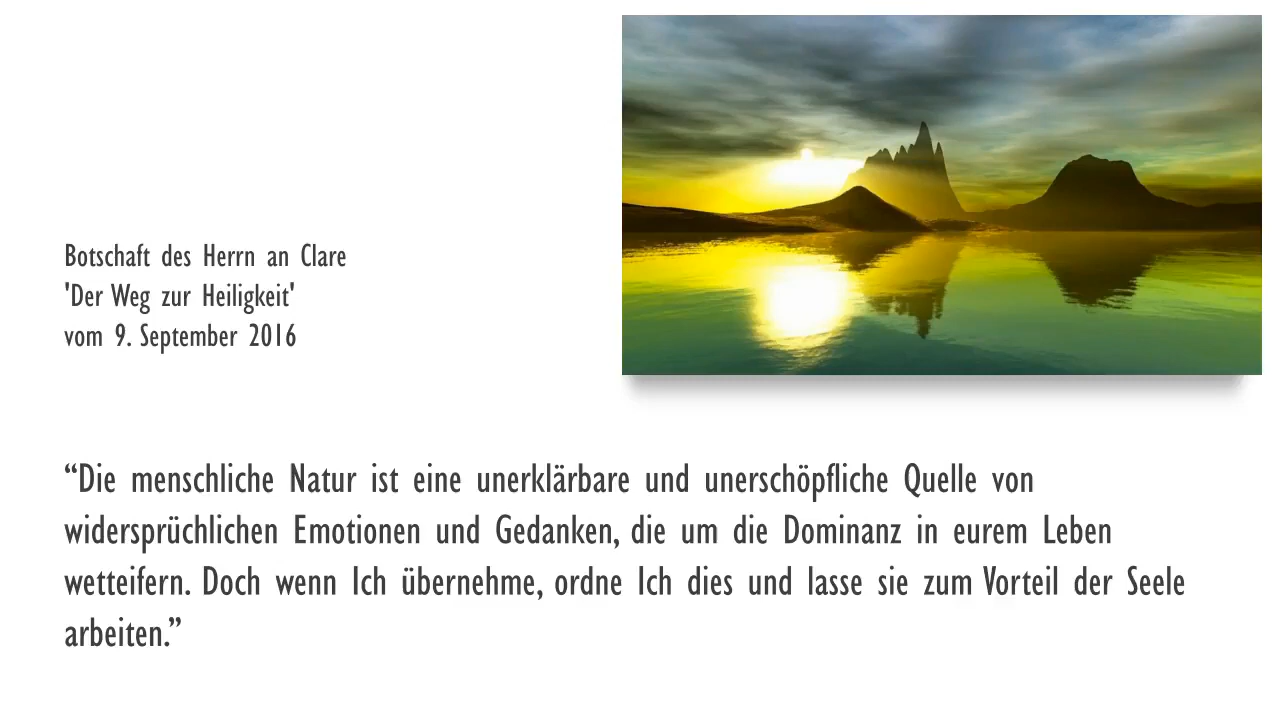 Botschaft des Herrn an Clare
'Der Weg zur Heiligkeit'
vom 9. September 2016
“Die menschliche Natur ist eine unerklärbare und unerschöpfliche Quelle von
widersprüchlichen Emotionen und Gedanken, die um die Dominanz in eurem Leben
wetteifern. Doch wenn Ich übernehme, ordne Ich dies und lasse sie zum Vorteil der Seele
arbeiten.”